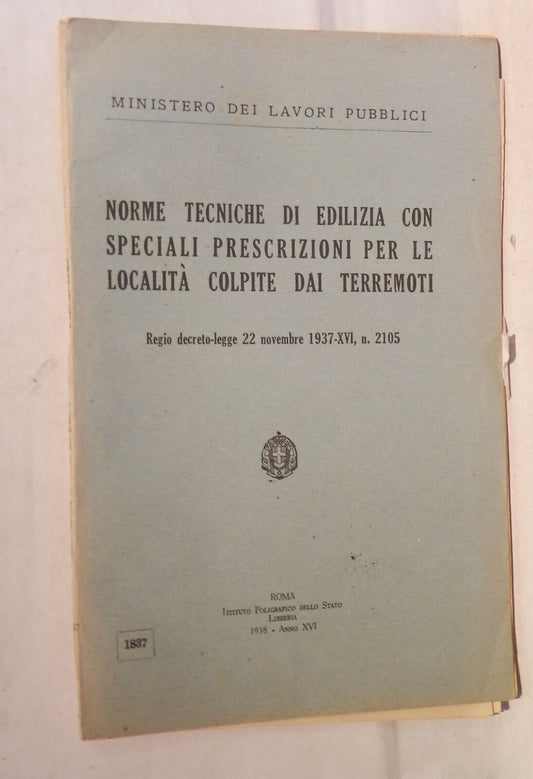 MINISTERO DEI LAVORI PUBBLICI
NORME TECNICHE DI EDILIZIA CON
SPECIALI PRESCRIZIONI PER LE
LOCALITÀ COLPITE DAI TERREMOTI
Regio decreto-legge 22 novembre 1937-XVI, n. 2105
ROMA
ISTITUTO POLIGRAFICO DELLO STATO
LIBRERIA
1938 - ANNO XVI
1837